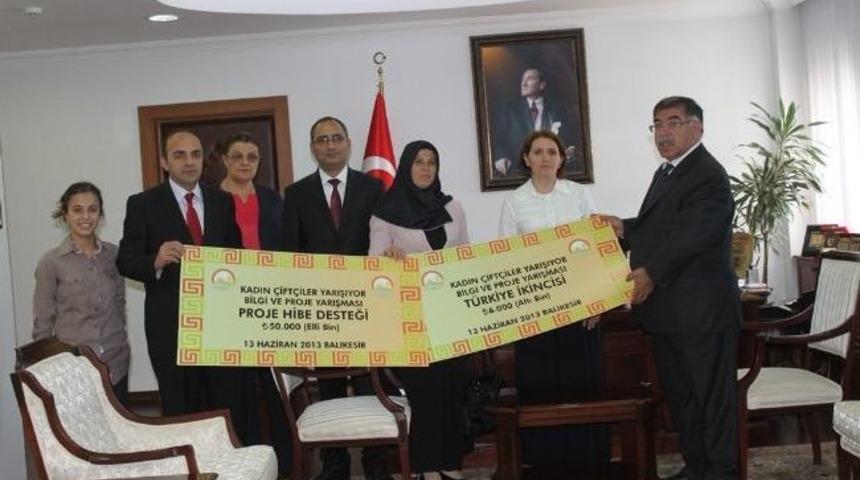 KADIN ÇİFTÇİLER YARIŞIYOR
BİLGİ VE PROJE YARIŞMASI
PROJE HİBE DESTEĞİ
₺50.000 (Elli Bin)
13 HAZİRAN 2013 BALIKESİR
KADIN ÇİFTÇİLER YARIŞIYOR
BİLGİ VE PROJE YARIŞMASI
TÜRKİYE İKİNCİSİ
₺6.000 (Altı Bin)
13 HAZİRAN 2013 BALIKESİR